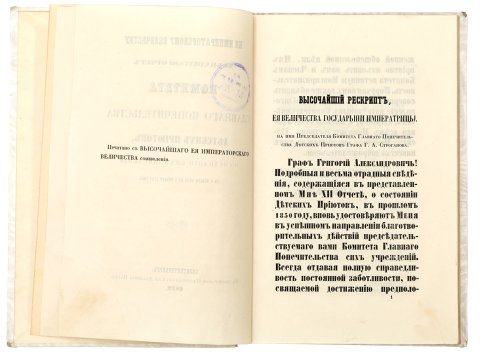 Печатано съ ВЫСОЧАЙШАГО ЕЯ ИМПЕРАТОРСКАГО
ВЕЛИЧЕСТВА соизволенія.
ВЫСОЧАЙШІЙ РЕСКРИПТЪ,
ЕЯ ВЕЛИЧЕСТВА ГОСУДАРЫНИ ИМПЕРАТРИЦЫ,
НА ИМЯ ПРЕДСѢДАТЕЛЯ КОМИТЕТА ГЛАВНАГО ПОПЕЧИТЕЛЬ-
СТВА ДѢТСКИХЪ ПРІЮТОВЪ ГРАФА Г. А. СТРОГАНОВА.
Графъ Григорій Александровичъ!
Подробныя и весьма отрадныя свѣдѣ-
нія, содержащіяся въ представлен-
номъ Мнѣ XII Отчетѣ, о состояніи
Дѣтскихъ Пріютовъ, въ прошломъ
1850 году, вновь удостовѣряютъ Меня
въ успѣшномъ направленіи благотво-
рительныхъ дѣйствій предсѣдатель-
ствуемаго вами Комитета Главнаго
Попечительства сихъ учрежденій.
Всегда отдавая полную справедли-
вость постоянной заботливости, по-
свящаемой достиженію предполо-
1